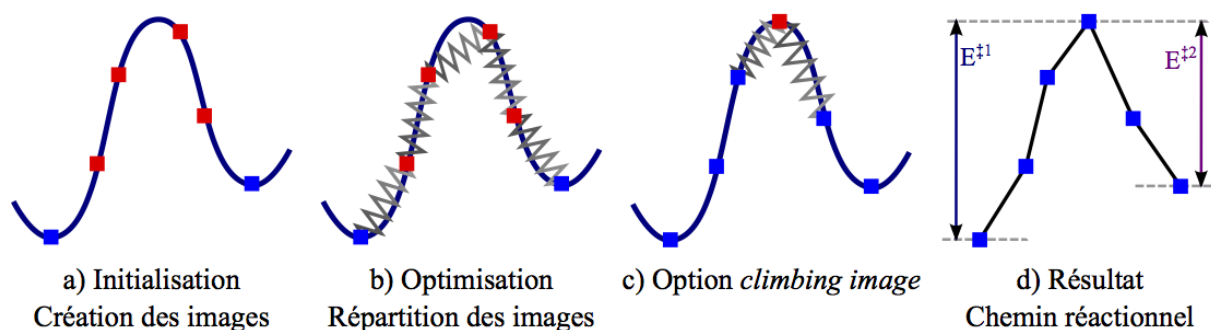 E‡1
E‡2
a) Initialisation
Création des images
b) Optimisation
Répartition des images
c) Option climbing image
d) Résultat
Chemin réactionnel